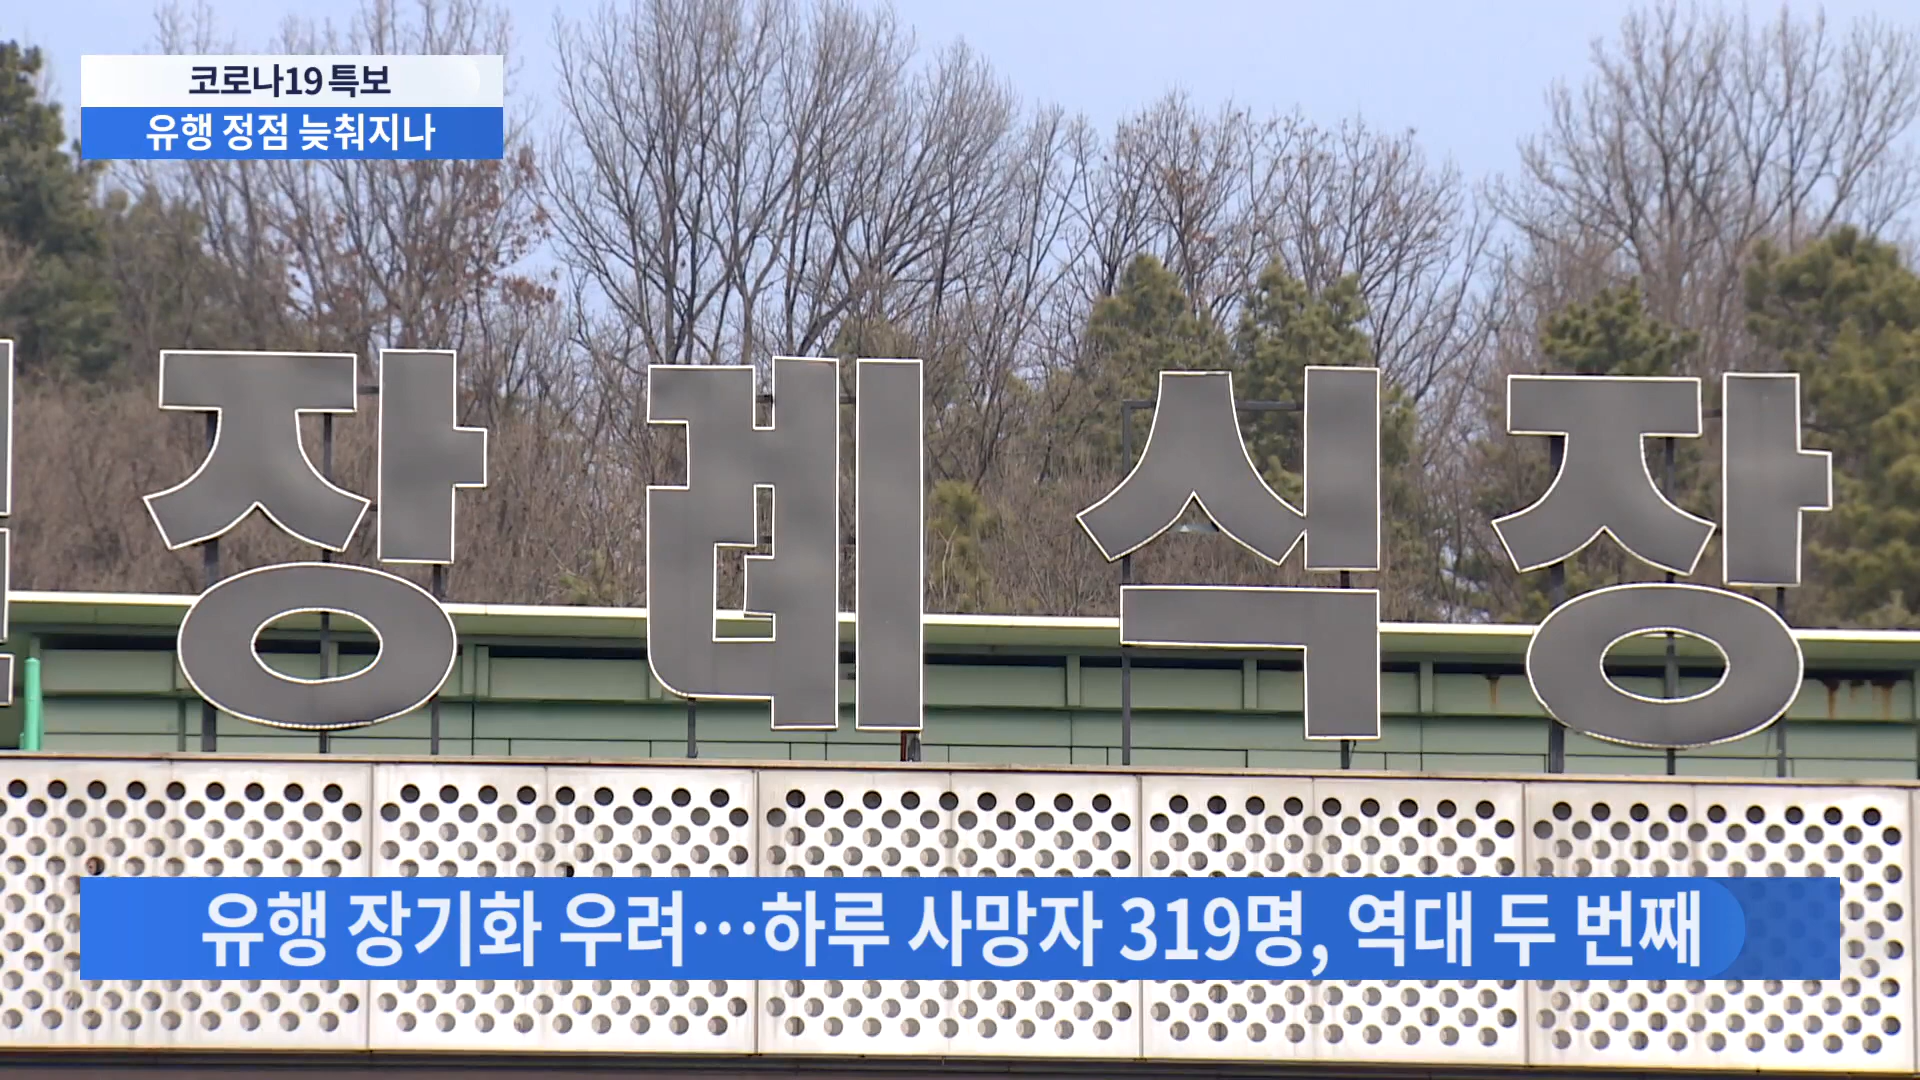 코로나19 특보
유행 정점 늦춰지나
장례식장
유행 장기화 우려…하루 사망자 319명, 역대 두 번째